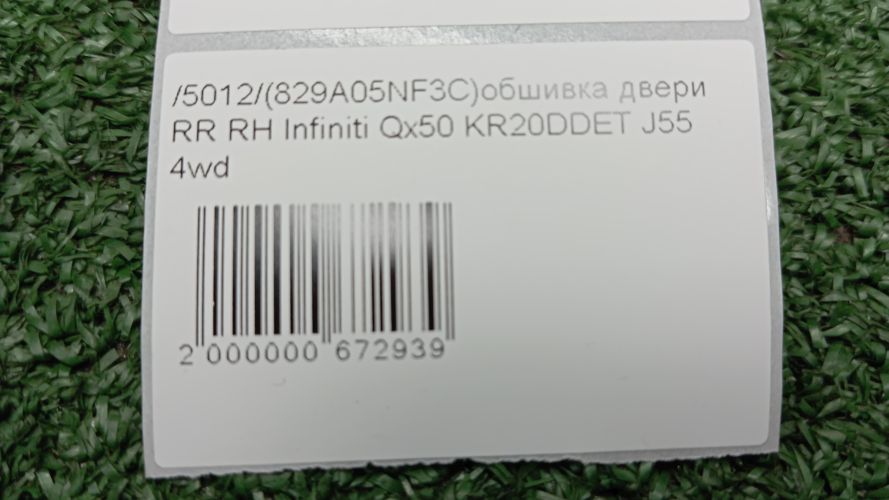 /5012/(829A05NF3C)обшивка двери
RR RH Infiniti Qx50 KR20DDET J55
4wd
2 000000 672939